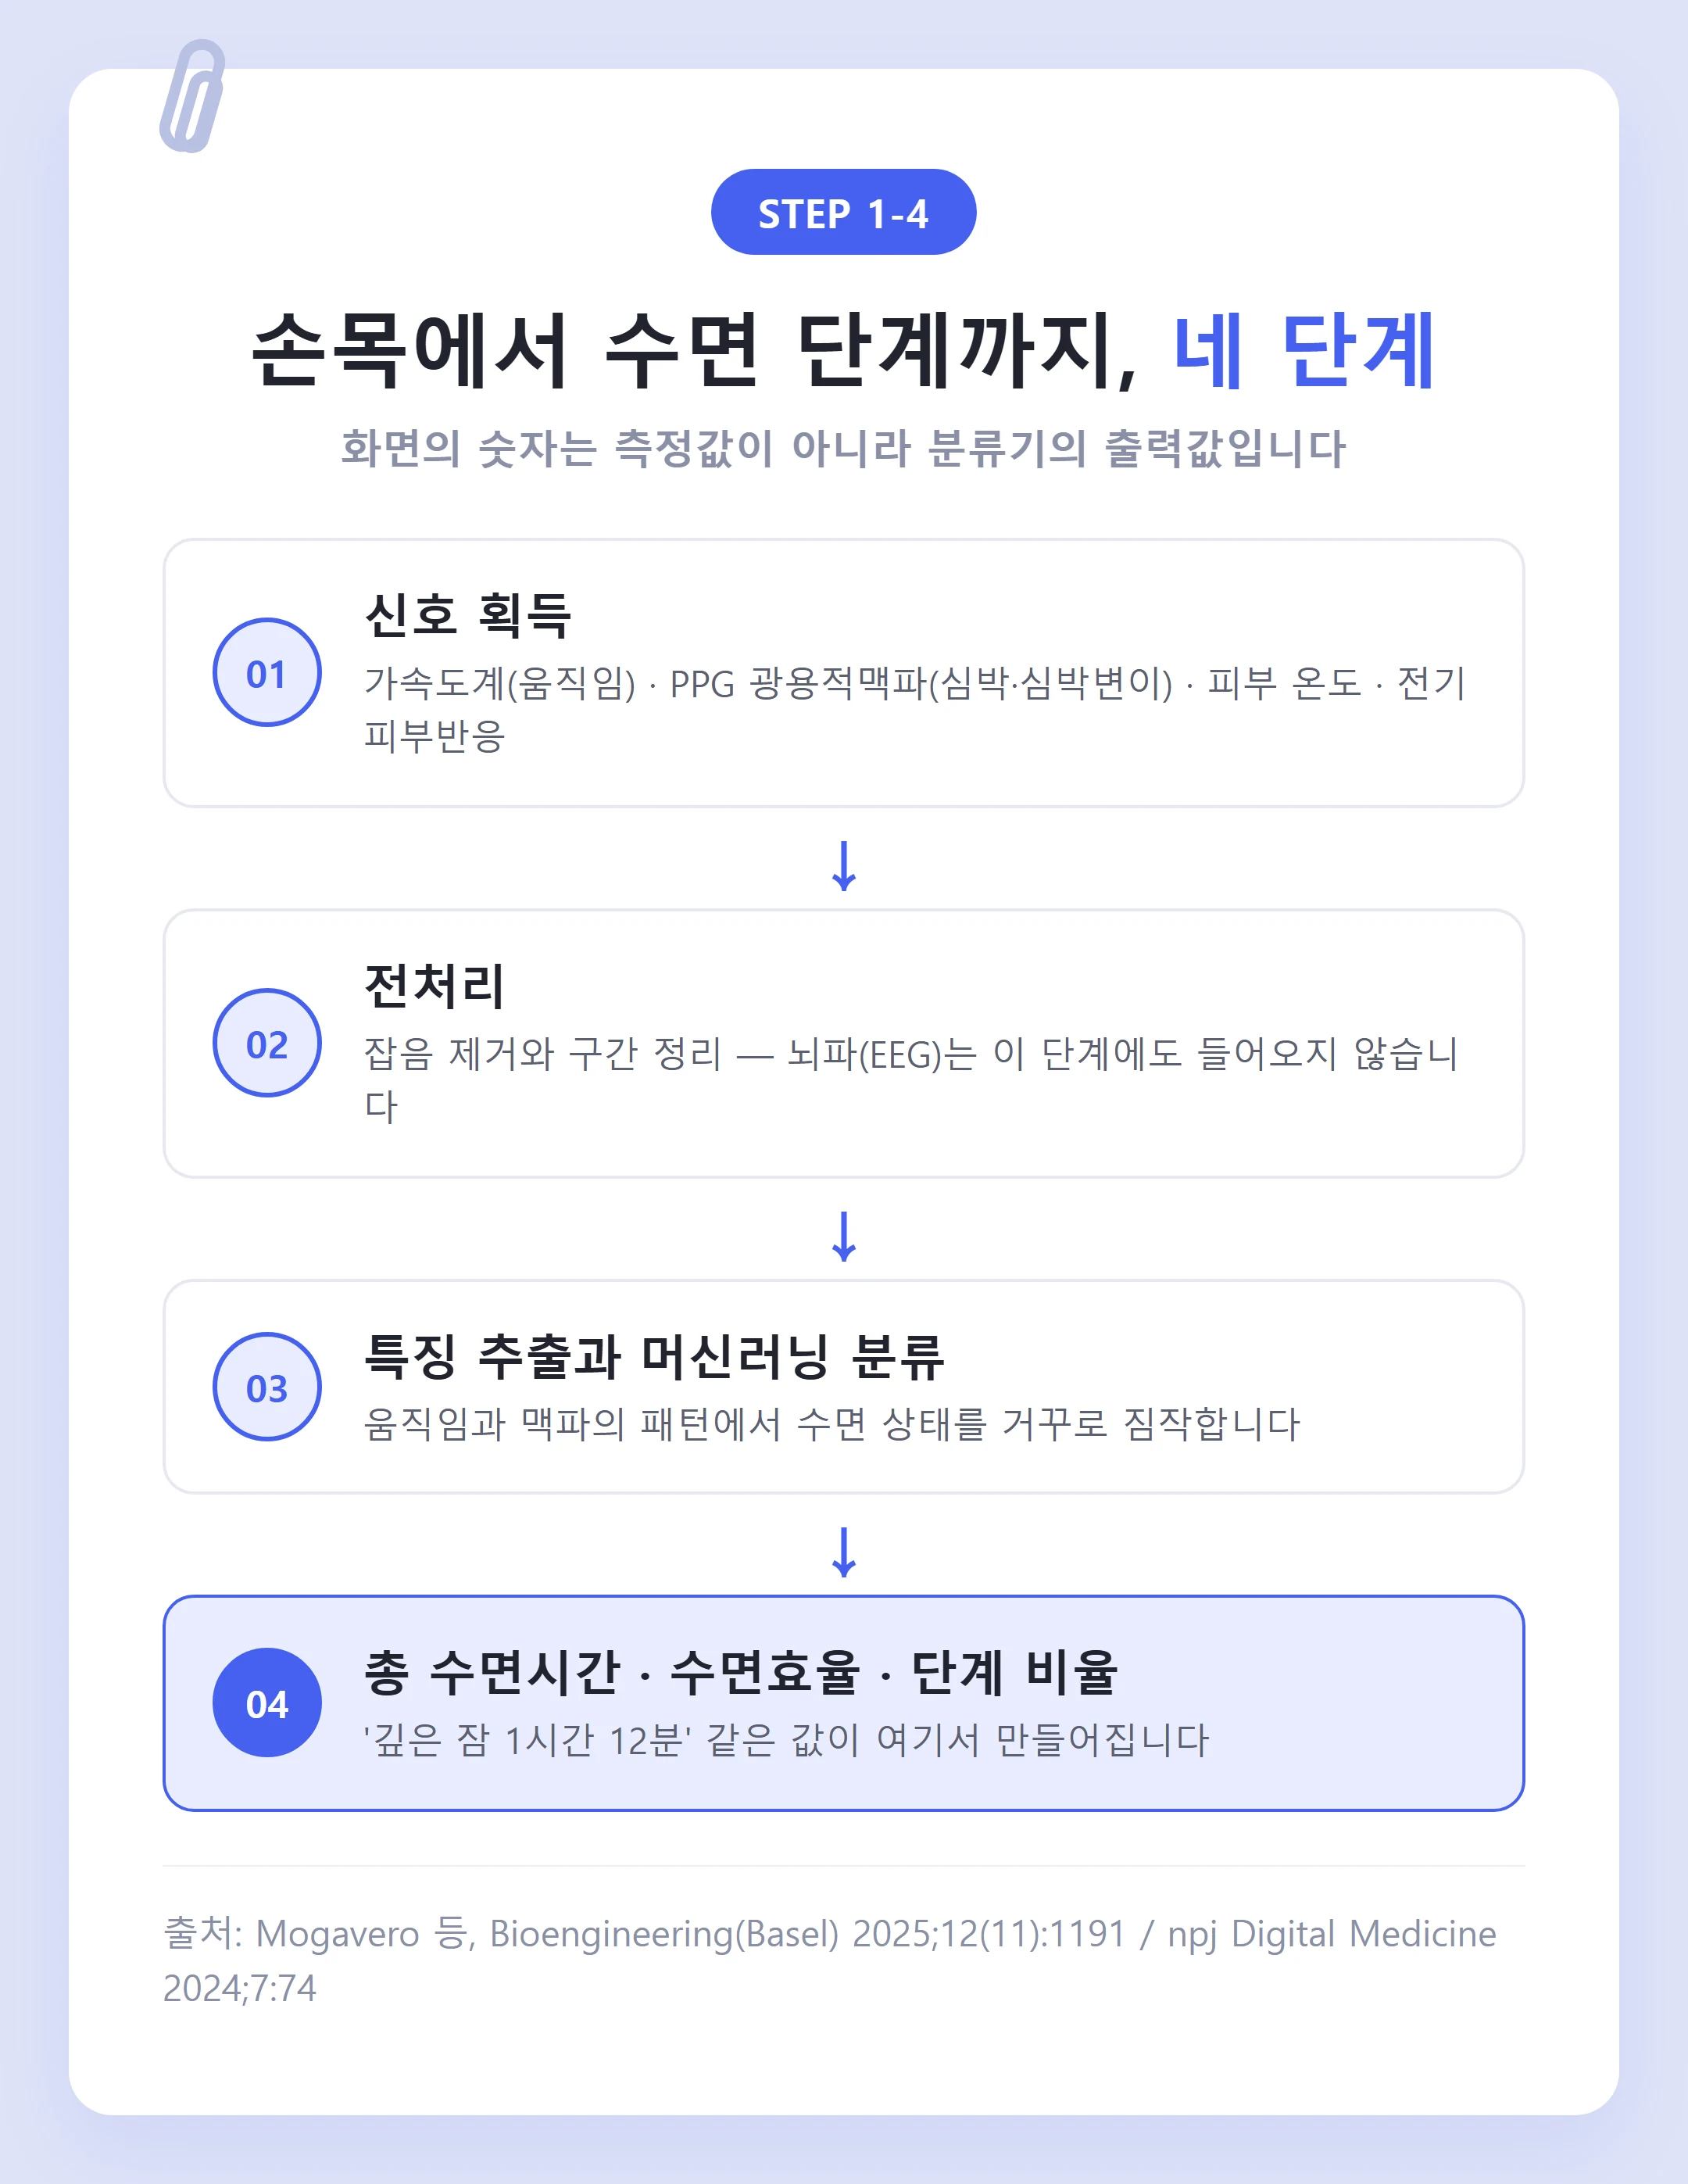 STEP 1-4
손목에서 수면 단계까지, 네 단계
화면의 숫자는 측정값이 아니라 분류기의 출력값입니다
01
신호 획득
가속도계(움직임) · PPG 광용적맥파(심박·심박변이) · 피부 온도 · 전기
피부반응
↓
02
전처리
잡음 제거와 구간 정리 — 뇌파(EEG)는 이 단계에도 들어오지 않습니
다
↓
03
특징 추출과 머신러닝 분류
움직임과 맥파의 패턴에서 수면 상태를 거꾸로 짐작합니다
↓
04
총 수면시간 · 수면효율 · 단계 비율
'깊은 잠 1시간 12분' 같은 값이 여기서 만들어집니다
출처: Mogavero 등, Bioengineering(Basel) 2025;12(11):1191 / npj Digital Medicine
2024;7:74